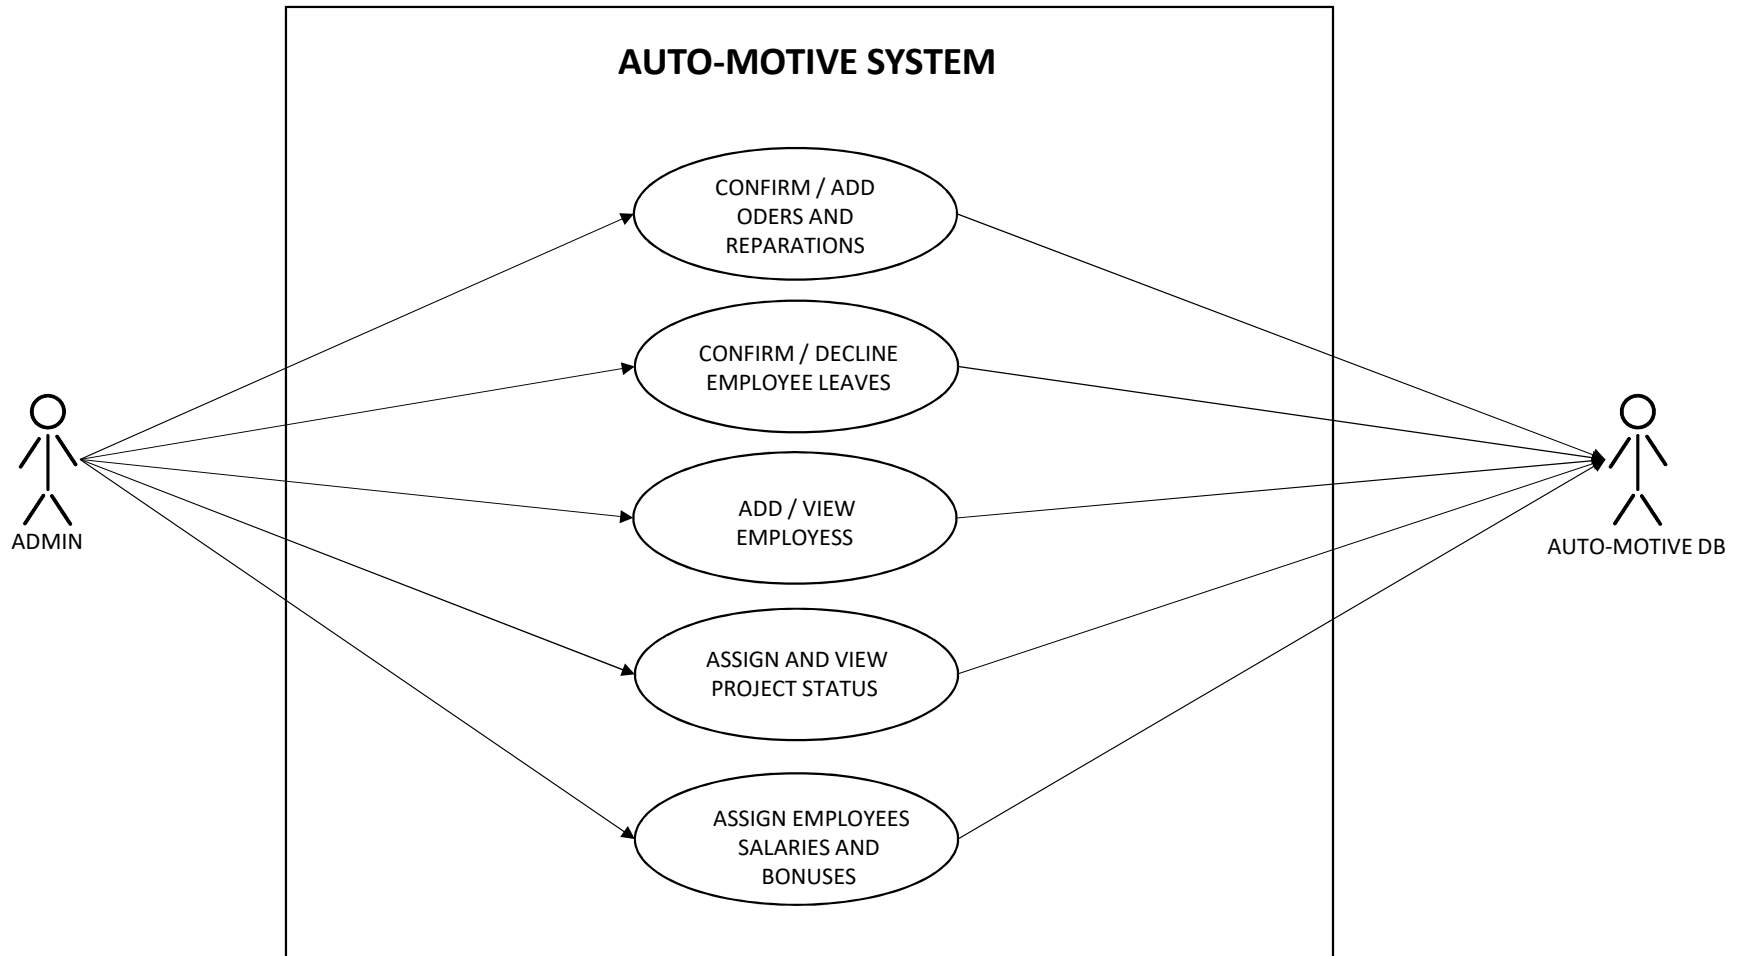 AUTO-MOTIVE SYSTEM
CONFIRM / ADD
ODERS AND
REPARATIONS
CONFIRM / DECLINE
EMPLOYEE LEAVES
ADD / VIEW
EMPLOYESS
ADMIN
AUTO-MOTIVE DB
ASSIGN AND VIEW
PROJECT STATUS
ASSIGN EMPLOYEES
SALARIES AND
BONUSES